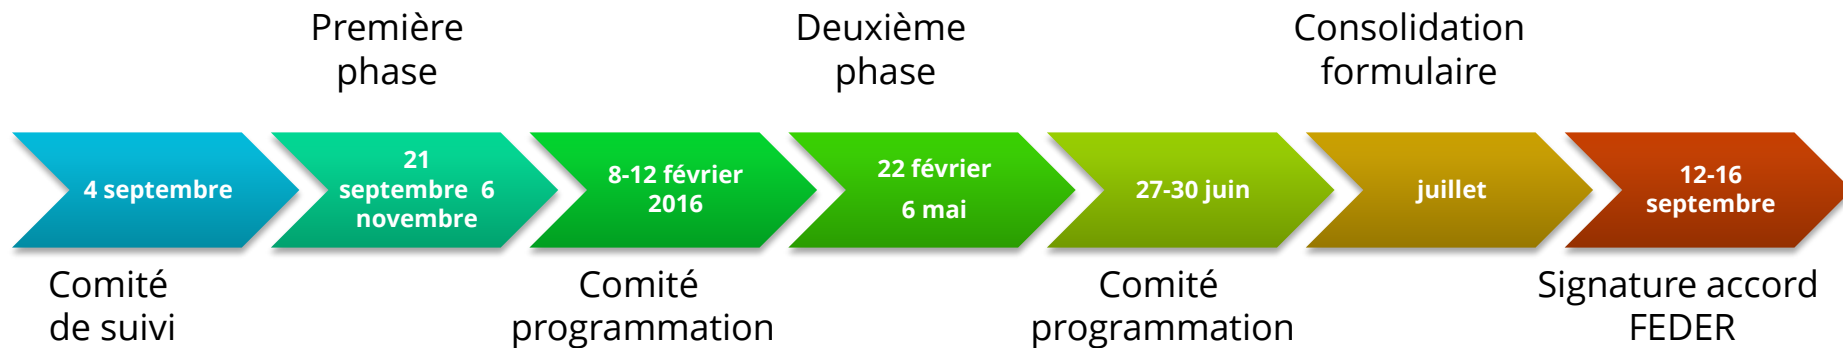 Première
phase
Deuxième
phase
Consolidation
formulaire
4 septembre
21
septembre 6
novembre
8-12 février
2016
22 février
6 mai
27-30 juin
juillet
12-16
septembre
Comité
de suivi
Comité
programmation
Comité
programmation
Signature accord
FEDER